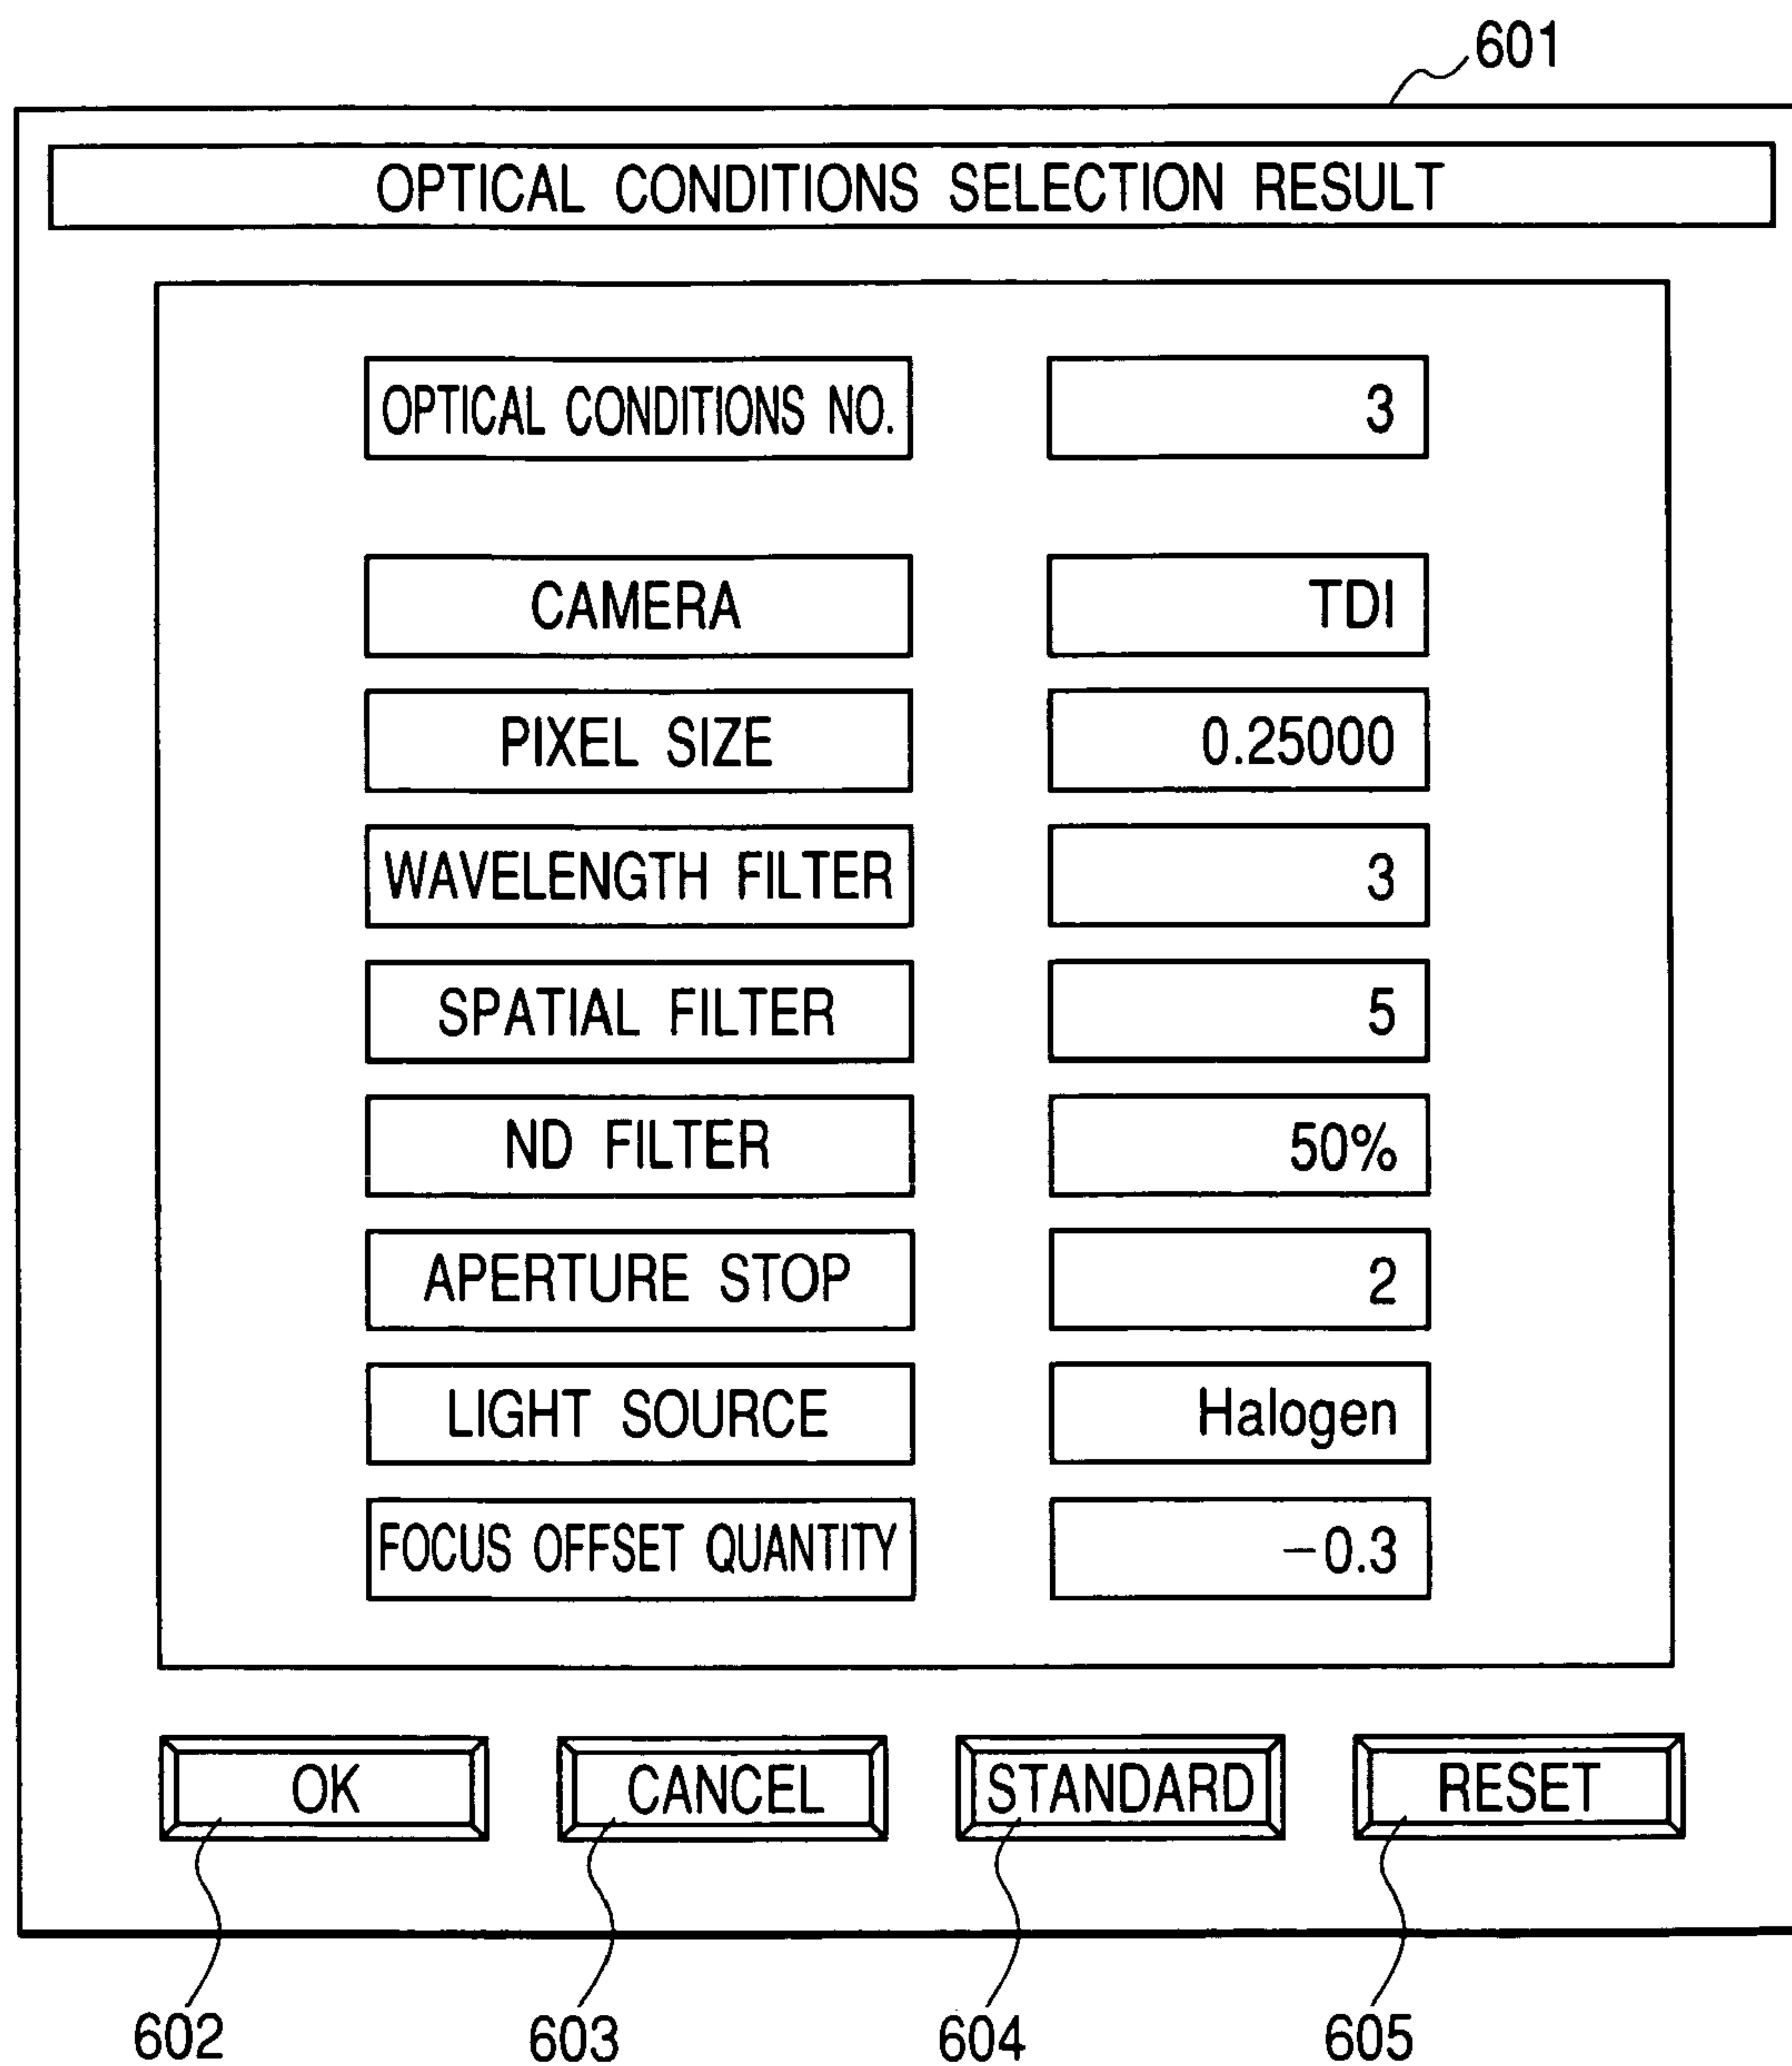 601
OPTICAL CONDITIONS SELECTION RESULT
OPTICAL CONDITIONS NO. 3
CAMERA TDI
PIXEL SIZE 0.25000
WAVELENGTH FILTER 3
SPATIAL FILTER 5
ND FILTER 50%
APERTURE STOP 2
LIGHT SOURCE Halogen
FOCUS OFFSET QUANTITY −0.3
OK CANCEL STANDARD RESET
602 603 604 605